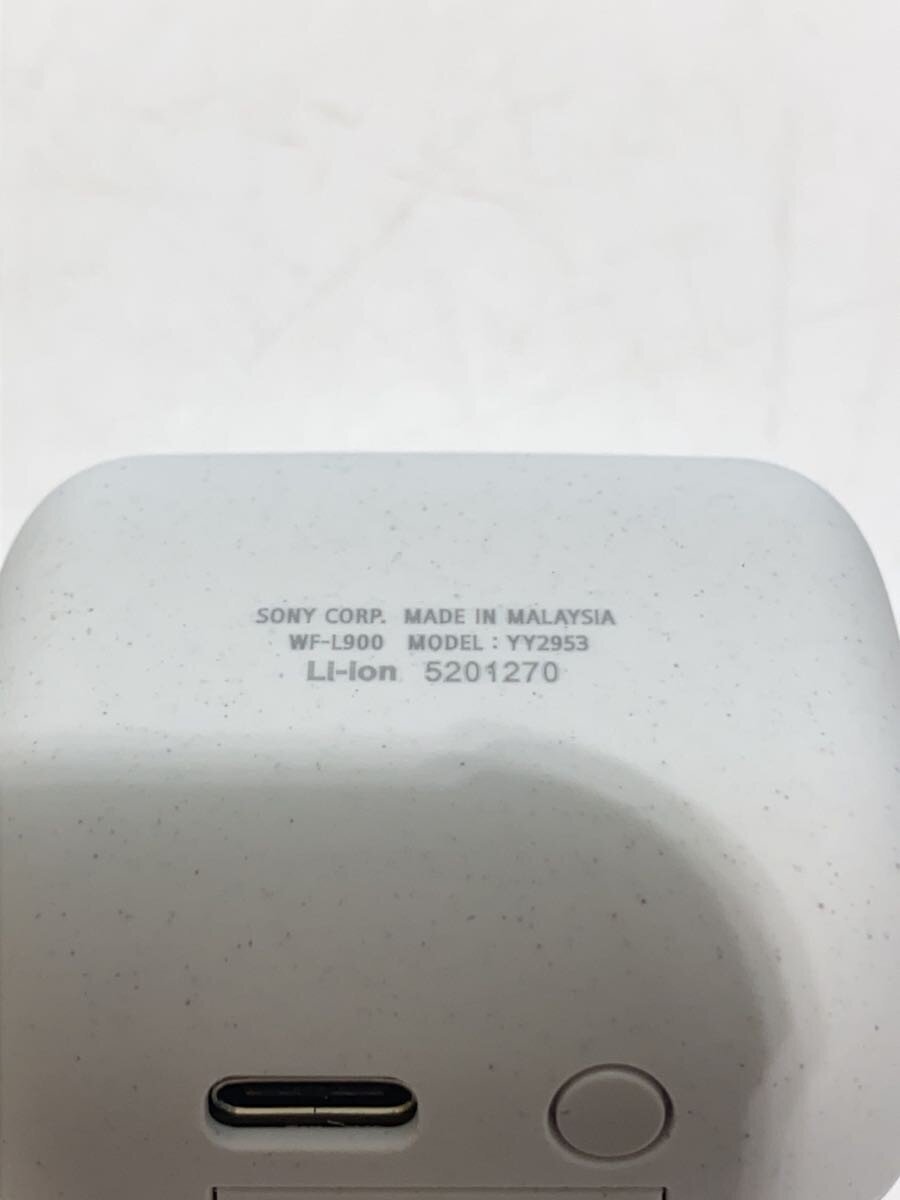 SONY CORP. MADE IN MALAYSIA
WF-L900 MODEL : YY2953
Li-ion 5201270